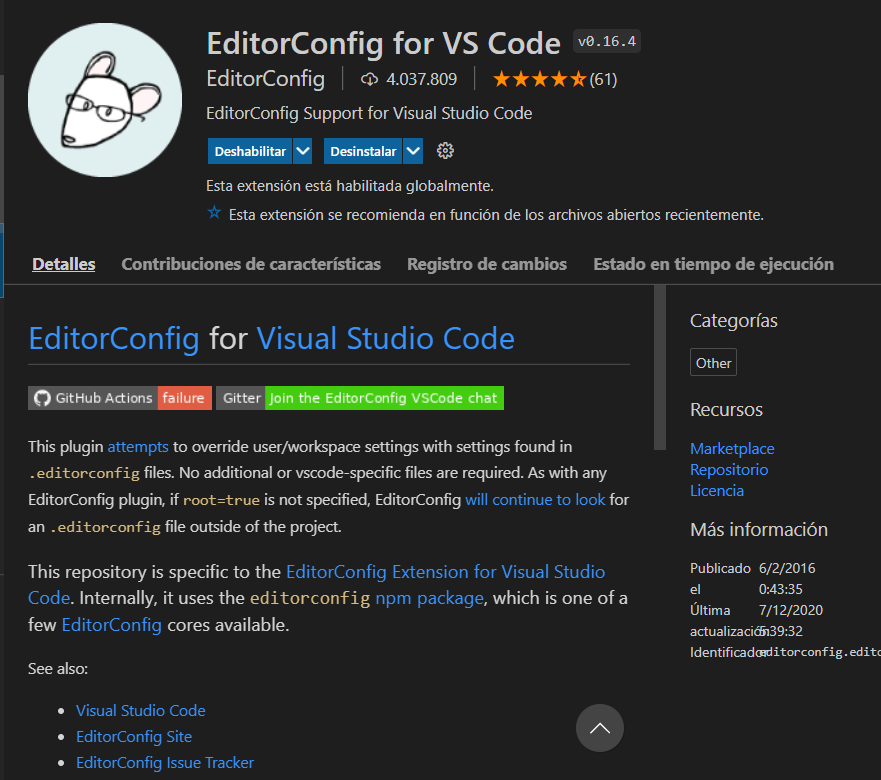 EditorConfig for VS Code v0.16.4
EditorConfig 4.037.809 (61)
EditorConfig Support for Visual Studio Code
Deshabilitar Desinstalar
Esta extensión está habilitada globalmente.
Esta extensión se recomienda en función de los archivos abiertos recientemente.
Detalles Contribuciones de características Registro de cambios Estado en tiempo de ejecución
EditorConfig for Visual Studio Code
GitHub Actions failure Gitter Join the EditorConfig VSCode chat
This plugin attempts to override user/workspace settings with settings found in
.editorconfig files. No additional or vscode-specific files are required. As with any
EditorConfig plugin, if root=true is not specified, EditorConfig will continue to look for
an .editorconfig file outside of the project.
This repository is specific to the EditorConfig Extension for Visual Studio
Code. Internally, it uses the editorconfig npm package, which is one of a
few EditorConfig cores available.
See also:
Visual Studio Code
EditorConfig Site
EditorConfig Issue Tracker
Categorías
Other
Recursos
Marketplace
Repositorio
Licencia
Más información
Publicado 6/2/2016
el 0:43:35
Última 7/12/2020
actualización 5:39:32
Identificador editorconfig.edito